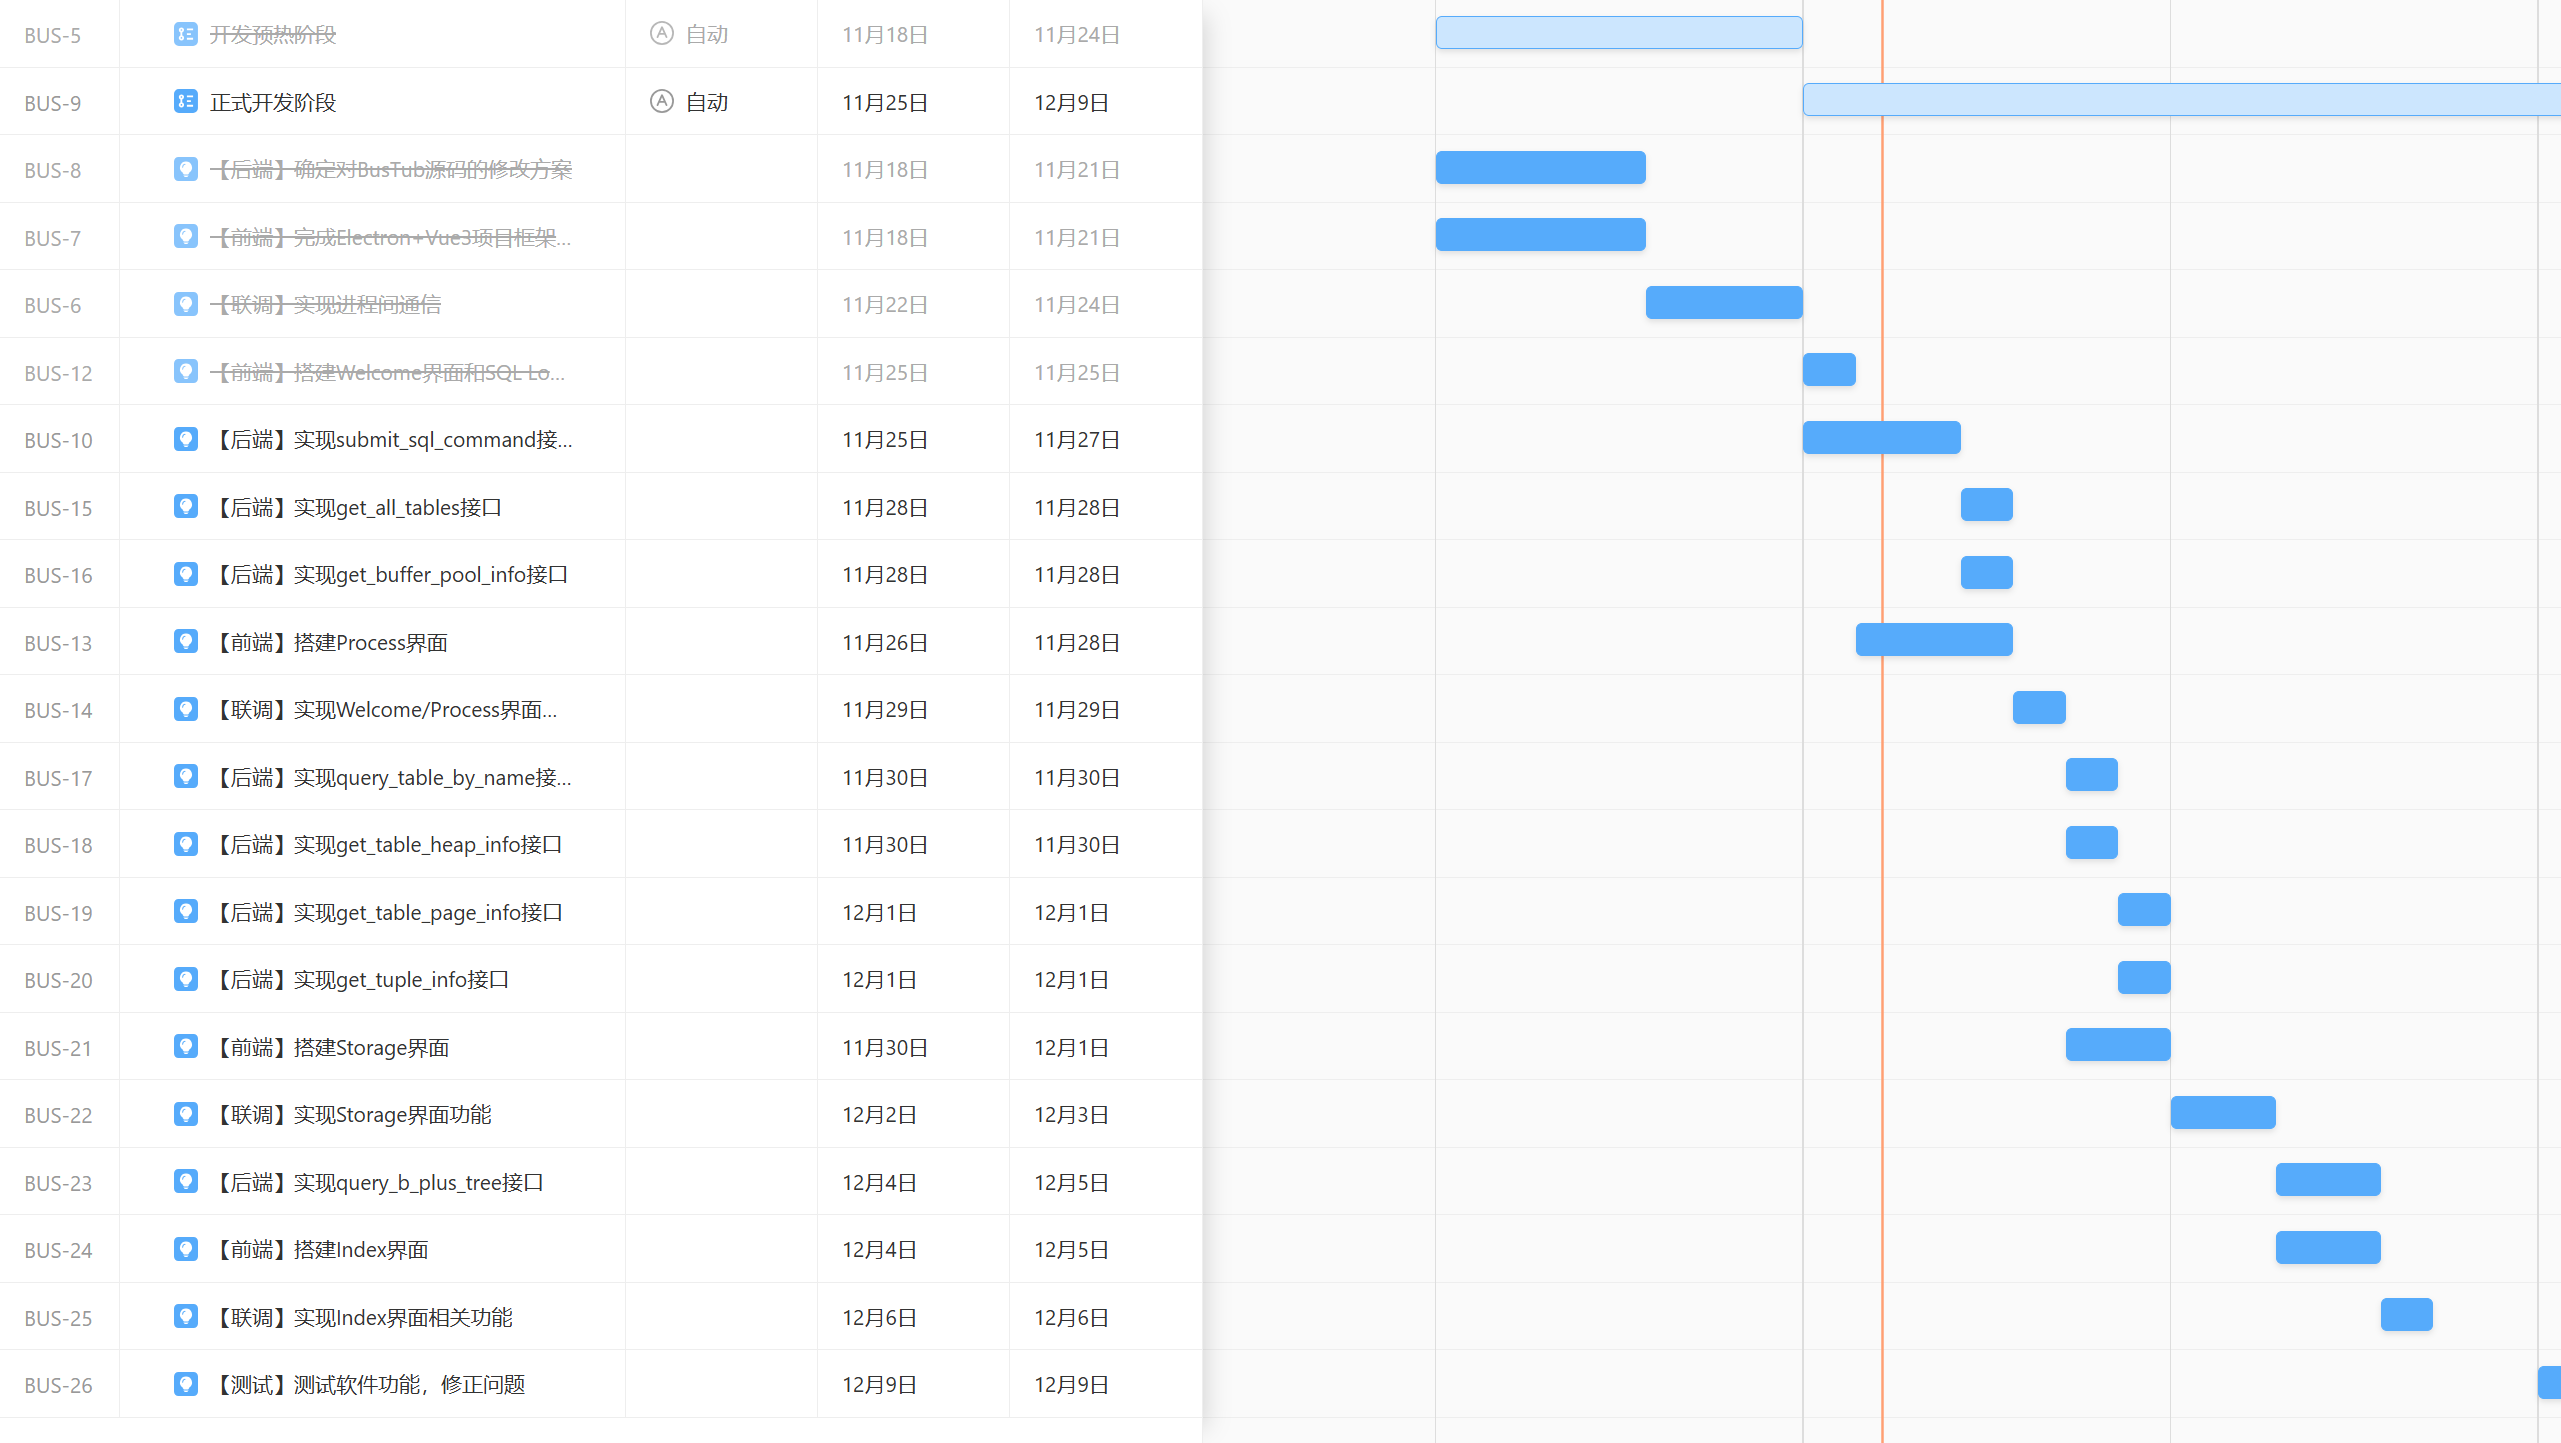 BUS-5 开发预热阶段 自动 11月18日 11月24日
BUS-9 正式开发阶段 自动 11月25日 12月9日
BUS-8 【后端】确定对BusTub源码的修改方案 11月18日 11月21日
BUS-7 【前端】完成Electron+Vue3项目框架... 11月18日 11月21日
BUS-6 【联调】实现进程间通信 11月22日 11月24日
BUS-12 【前端】搭建Welcome界面和SQL Lo... 11月25日 11月25日
BUS-10 【后端】实现submit_sql_command接... 11月25日 11月27日
BUS-15 【后端】实现get_all_tables接口 11月28日 11月28日
BUS-16 【后端】实现get_buffer_pool_info接口 11月28日 11月28日
BUS-13 【前端】搭建Process界面 11月26日 11月28日
BUS-14 【联调】实现Welcome/Process界面... 11月29日 11月29日
BUS-17 【后端】实现query_table_by_name接... 11月30日 11月30日
BUS-18 【后端】实现get_table_heap_info接口 11月30日 11月30日
BUS-19 【后端】实现get_table_page_info接口 12月1日 12月1日
BUS-20 【后端】实现get_tuple_info接口 12月1日 12月1日
BUS-21 【前端】搭建Storage界面 11月30日 12月1日
BUS-22 【联调】实现Storage界面功能 12月2日 12月3日
BUS-23 【后端】实现query_b_plus_tree接口 12月4日 12月5日
BUS-24 【前端】搭建Index界面 12月4日 12月5日
BUS-25 【联调】实现Index界面相关功能 12月6日 12月6日
BUS-26 【测试】测试软件功能，修正问题 12月9日 12月9日